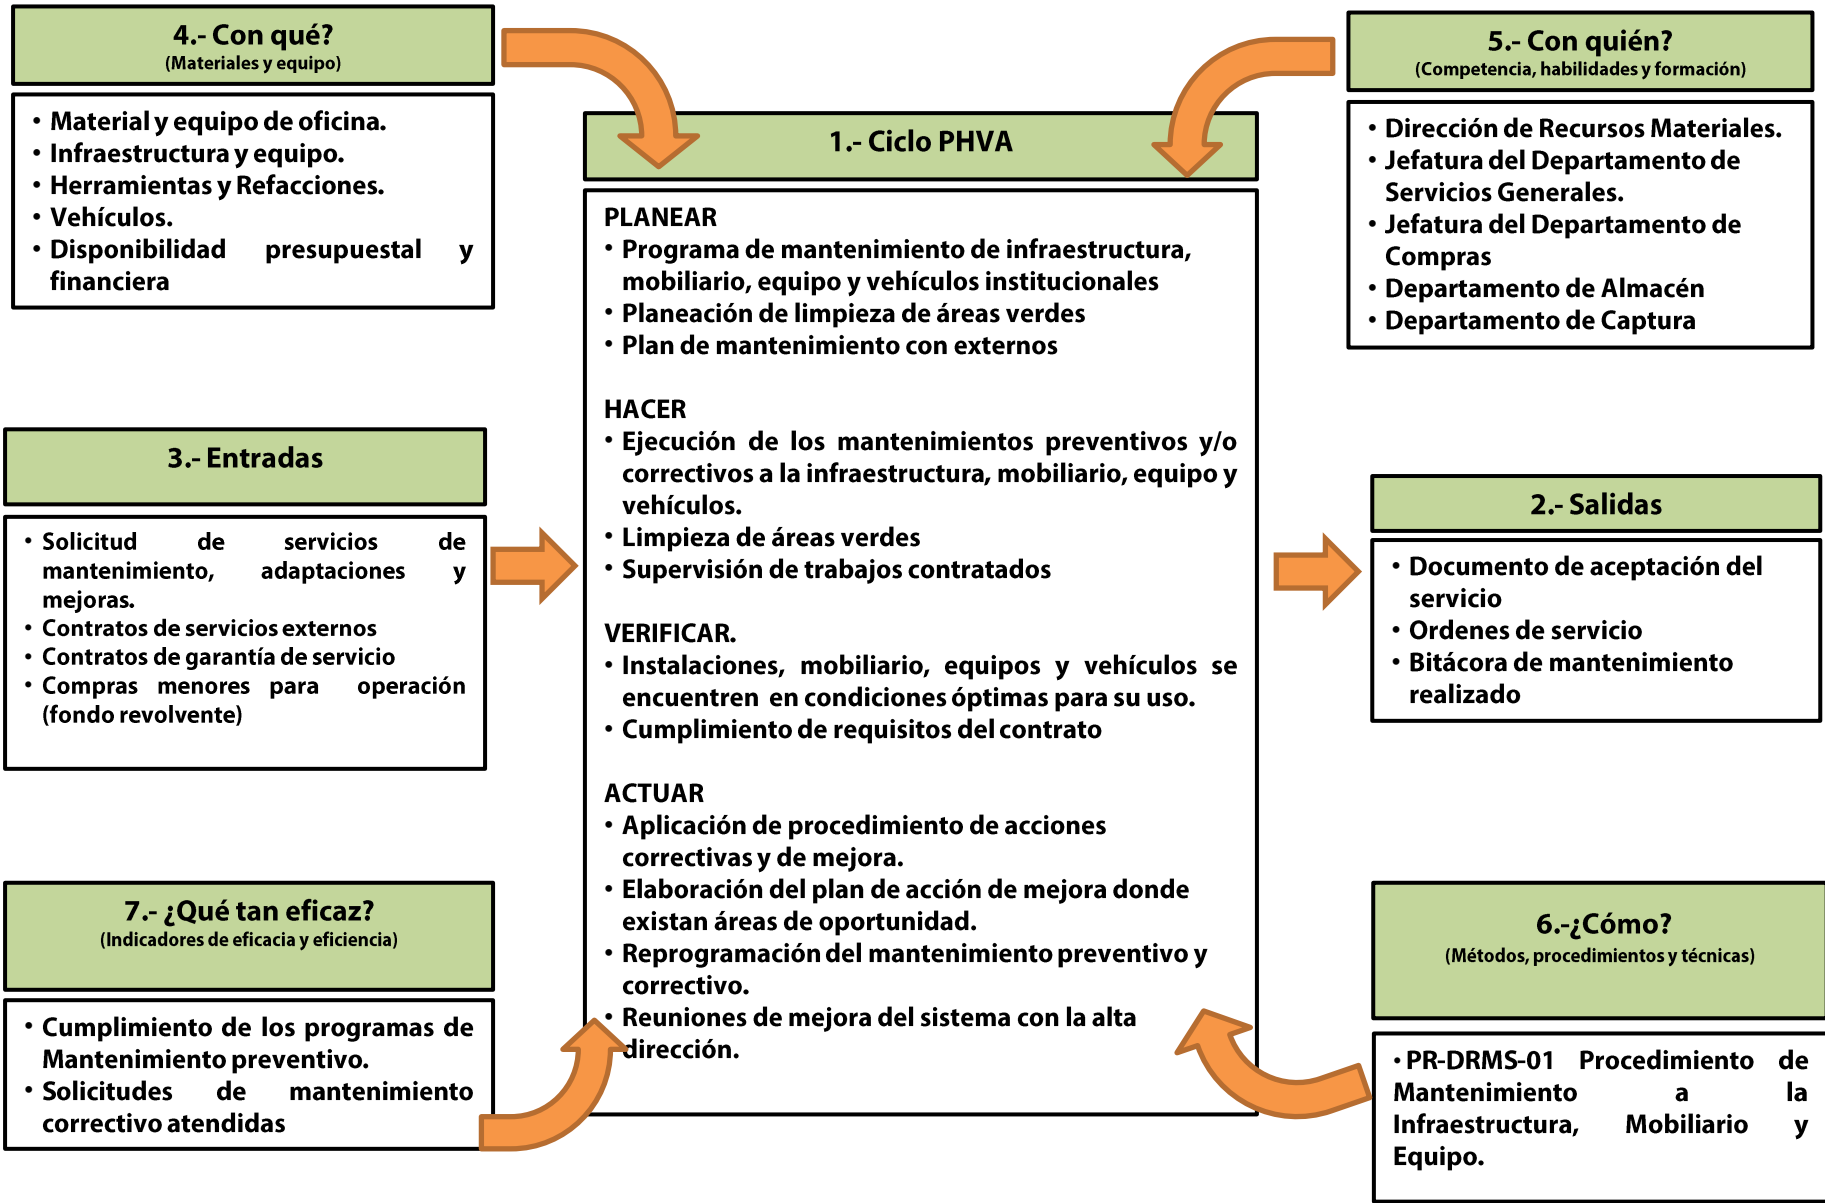 4.- Con qué?
(Materiales y equipo)
• Material y equipo de oficina.
• Infraestructura y equipo.
• Herramientas y Refacciones.
• Vehículos.
• Disponibilidad presupuestal y
financiera
5.- Con quién?
(Competencia, habilidades y formación)
• Dirección de Recursos Materiales.
• Jefatura del Departamento de
Servicios Generales.
• Jefatura del Departamento de
Compras
• Departamento de Almacén
• Departamento de Captura
1.- Ciclo PHVA
PLANEAR
• Programa de mantenimiento de infraestructura,
mobiliario, equipo y vehículos institucionales
• Planeación de limpieza de áreas verdes
• Plan de mantenimiento con externos
HACER
• Ejecución de los mantenimientos preventivos y/o
correctivos a la infraestructura, mobiliario, equipo y
vehículos.
• Limpieza de áreas verdes
• Supervisión de trabajos contratados
VERIFICAR.
• Instalaciones, mobiliario, equipos y vehículos se
encuentren en condiciones óptimas para su uso.
• Cumplimiento de requisitos del contrato
ACTUAR
• Aplicación de procedimiento de acciones
correctivas y de mejora.
• Elaboración del plan de acción de mejora donde
existan áreas de oportunidad.
• Reprogramación del mantenimiento preventivo y
correctivo.
• Reuniones de mejora del sistema con la alta
dirección.
3.- Entradas
• Solicitud de servicios de
mantenimiento, adaptaciones y
mejoras.
• Contratos de servicios externos
• Contratos de garantía de servicio
• Compras menores para operación
(fondo revolvente)
2.- Salidas
• Documento de aceptación del
servicio
• Ordenes de servicio
• Bitácora de mantenimiento
realizado
7.- ¿Qué tan eficaz?
(Indicadores de eficacia y eficiencia)
• Cumplimiento de los programas de
Mantenimiento preventivo.
• Solicitudes de mantenimiento
correctivo atendidas
6.-¿Cómo?
(Métodos, procedimientos y técnicas)
• PR-DRMS-01 Procedimiento de
Mantenimiento a la
Infraestructura, Mobiliario y
Equipo.